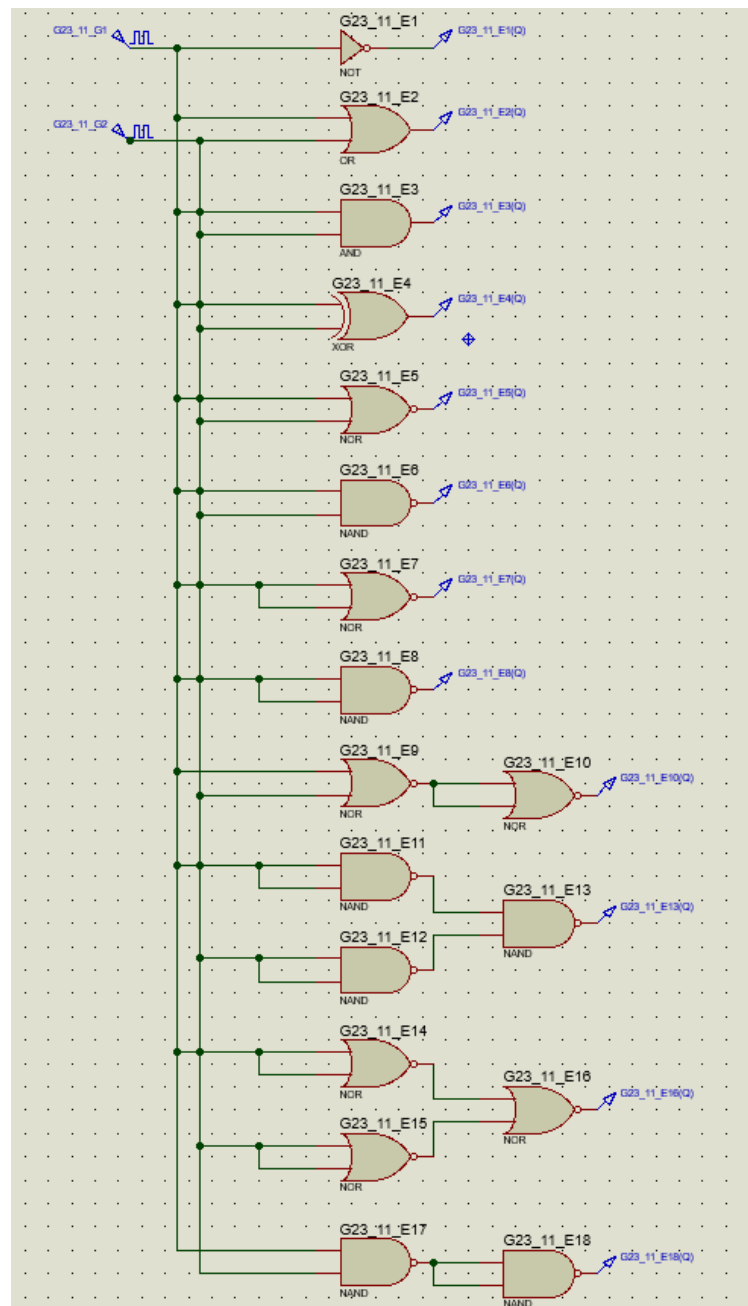 G23_11_E1
G23_11_G1
G23_11_E1(Q)
NOT
G23_11_E2
G23_11_G2
G23_11_E2(Q)
OR
G23_11_E3
G23_11_E3(Q)
AND
G23_11_E4
G23_11_E4(Q)
XOR
G23_11_E5
G23_11_E5(Q)
NOR
G23_11_E6
G23_11_E6(Q)
NAND
G23_11_E7
G23_11_E7(Q)
NOR
G23_11_E8
G23_11_E8(Q)
NAND
G23_11_E9
G23_11_E10
G23_11_E10(Q)
NOR
NOR
G23_11_E11
NAND
G23_11_E13
G23_11_E13(Q)
G23_11_E12
NAND
NAND
G23_11_E14
NOR
G23_11_E16
G23_11_E16(Q)
G23_11_E15
NOR
NOR
G23_11_E17
G23_11_E18
G23_11_E18(Q)
NAND
NAND